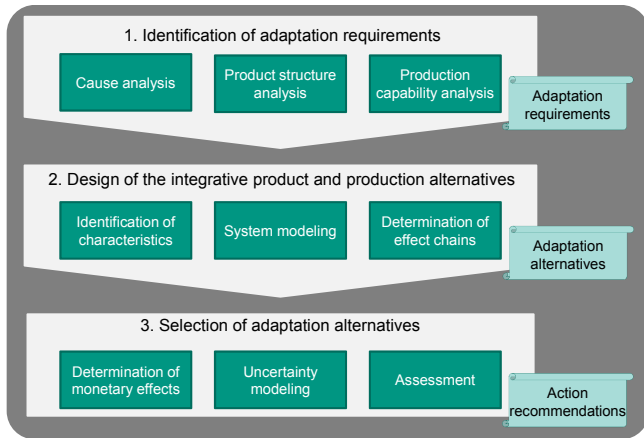 1. Identification of adaptation requirements
Cause analysis
Product structure
analysis
Production
capability analysis
Adaptation
requirements
2. Design of the integrative product and production alternatives
Identification of
characteristics
System modeling
Determination of
effect chains
Adaptation
alternatives
3. Selection of adaptation alternatives
Determination of
monetary effects
Uncertainty
modeling
Assessment
Action
recommendations